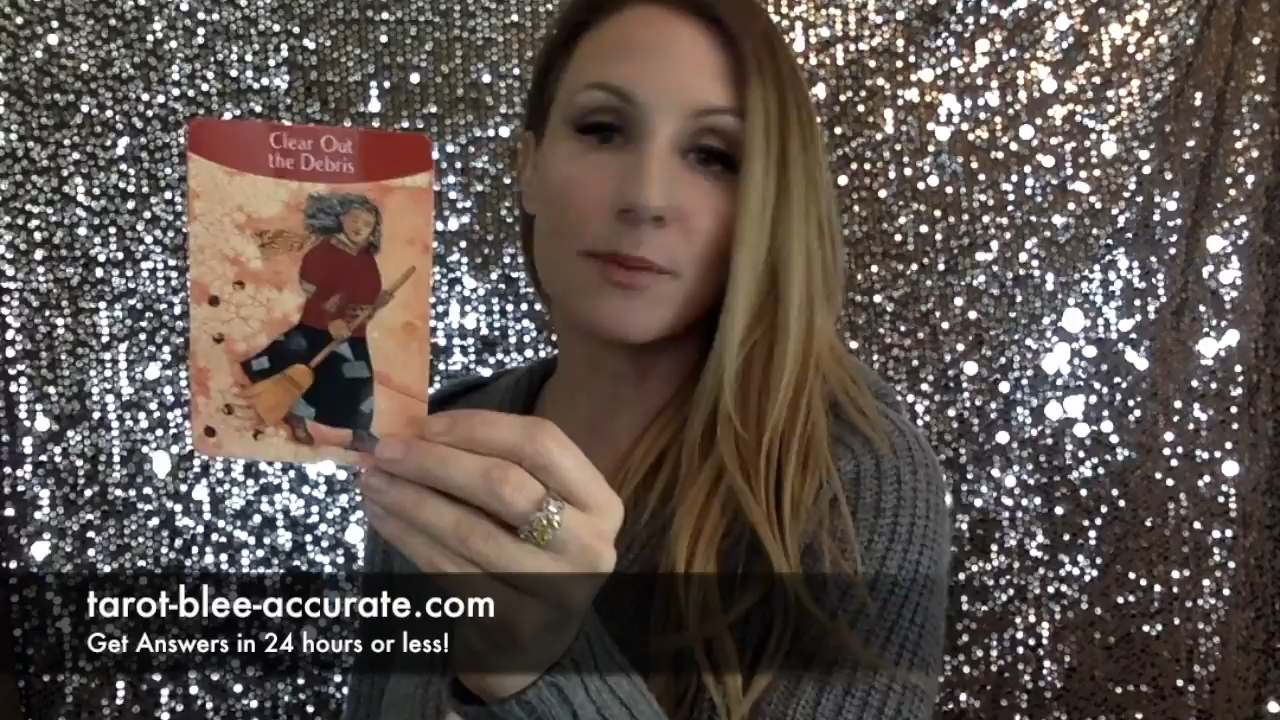 Clear Out
the Debris
tarot-blee-accurate.com
Get Answers in 24 hours or less!